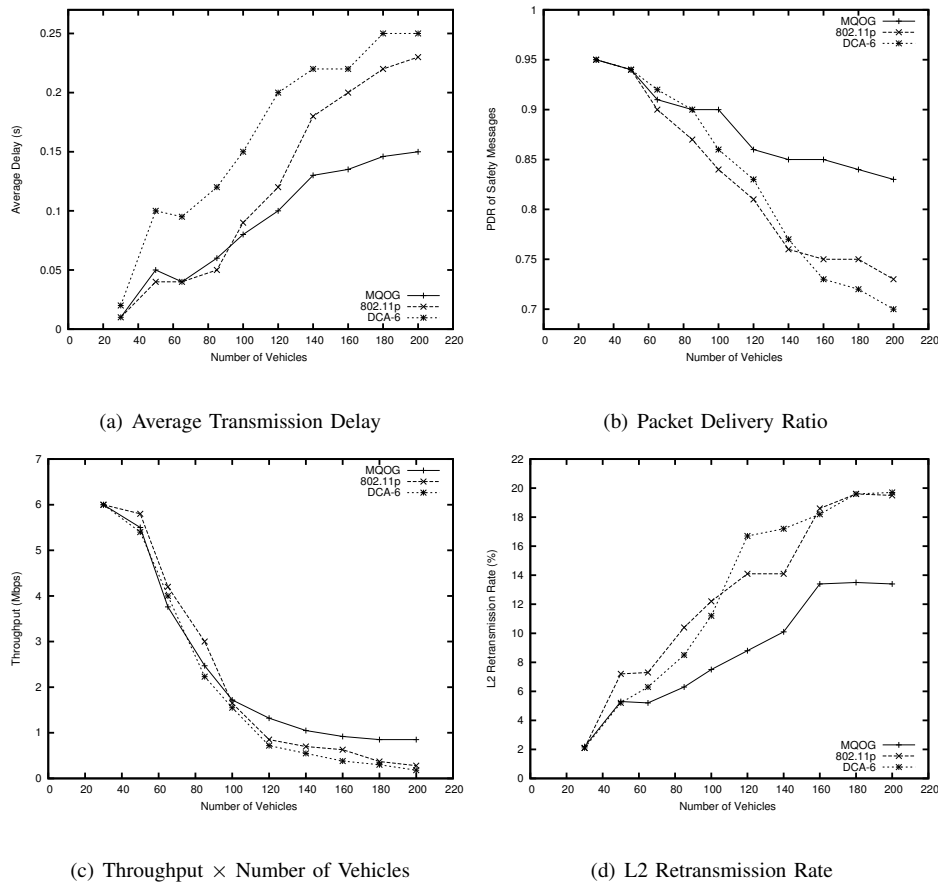 0.25
0.2
0.15
0.1
0.05
0
0 20 40 60 80 100 120 140 160 180 200 220
Average Delay (s)
Number of Vehicles
MQOG
802.11p
DCA-6
(a) Average Transmission Delay
1
0.95
0.9
0.85
0.8
0.75
0.7
0 20 40 60 80 100 120 140 160 180 200 220
PDR of Safety Messages
Number of Vehicles
MQOG
802.11p
DCA-6
(b) Packet Delivery Ratio
7
6
5
4
3
2
1
0
0 20 40 60 80 100 120 140 160 180 200 220
Throughput (Mbps)
Number of Vehicles
MQOG
802.11p
DCA-6
(c) Throughput × Number of Vehicles
22
20
18
16
14
12
10
8
6
4
2
0
0 20 40 60 80 100 120 140 160 180 200 220
L2 Retransmission Rate (%)
Number of Vehicles
MQOG
802.11p
DCA-6
(d) L2 Retransmission Rate